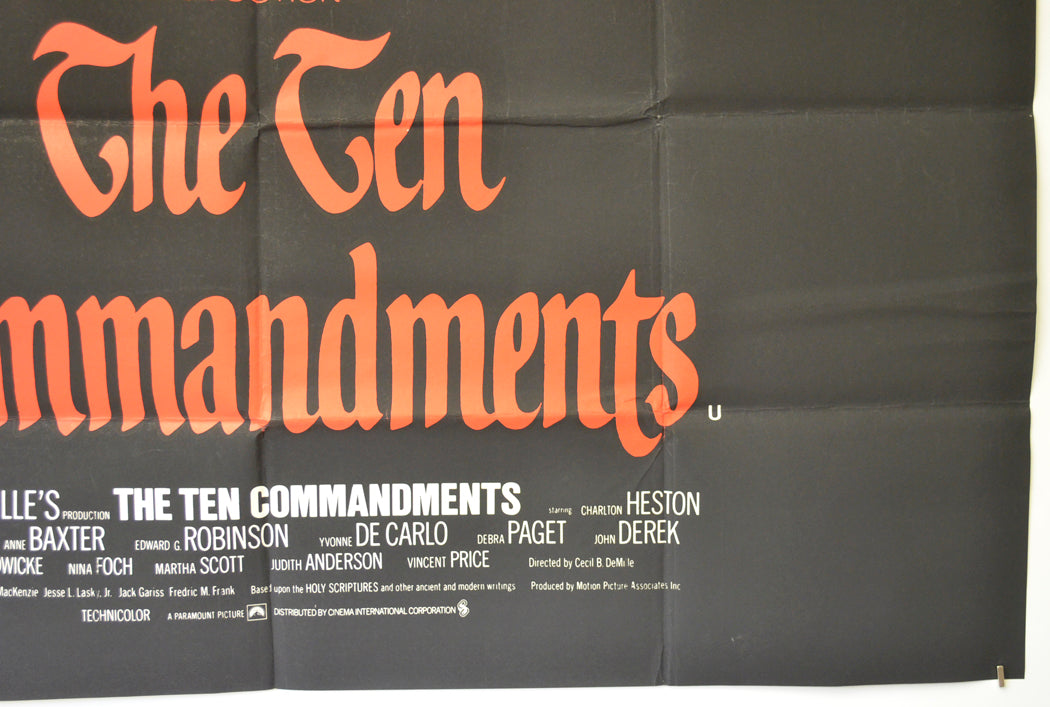 The Ten
mmandments
U
LLE'S PRODUCTION THE TEN COMMANDMENTS starring CHARLTON HESTON
ANNE BAXTER EDWARD G. ROBINSON YVONNE DE CARLO DEBRA PAGET JOHN DEREK
DWICKE NINA FOCH MARTHA SCOTT JUDITH ANDERSON VINCENT PRICE Directed by Cecil B. DeMille
MacKenzie Jesse L. Lasky, Jr. Jack Gariss Fredric M. Frank Based upon the HOLY SCRIPTURES and other ancient and modern writings Produced by Motion Picture Associates Inc
TECHNICOLOR A PARAMOUNT PICTURE DISTRIBUTED BY CINEMA INTERNATIONAL CORPORATION